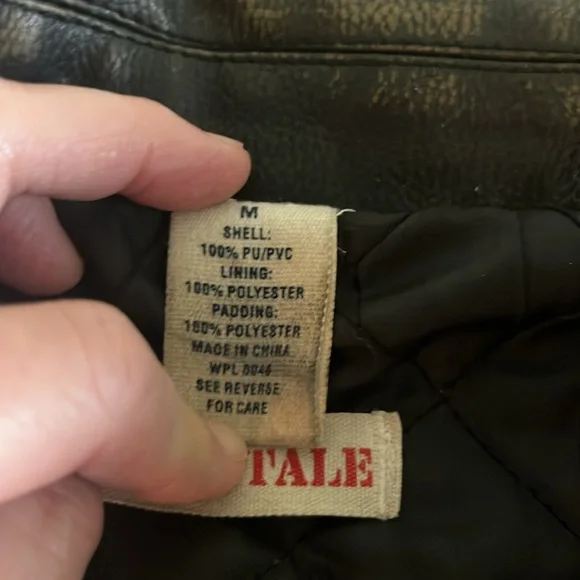 M
SHELL:
100% PU/PVC
LINING:
100% POLYESTER
PADDING:
100% POLYESTER
MADE IN CHINA
WPL 8046
SEE REVERSE
FOR CARE
TALE